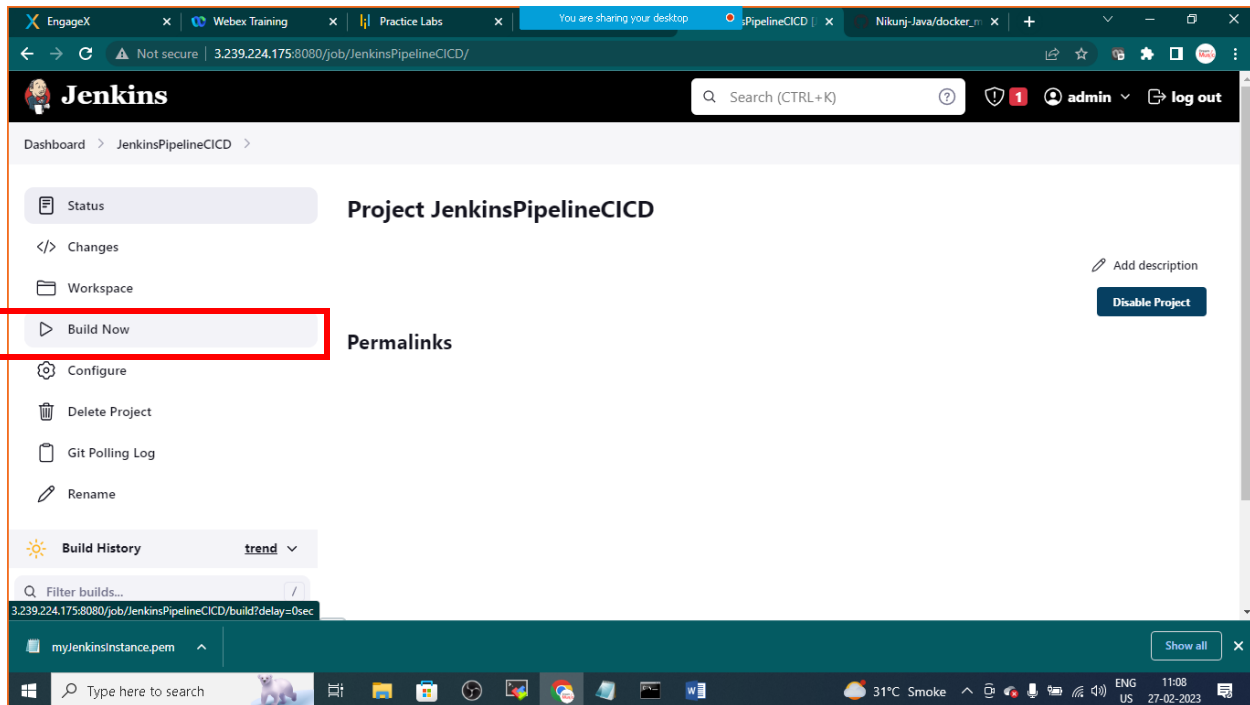 EngageX
Webex Training
Practice Labs
You are sharing your desktop
sPipelineCICD [
Nikunj-Java/docker_m
Not secure
3.239.224.175:8080/job/JenkinsPipelineCICD/
Jenkins
Search (CTRL+K)
1
admin
log out
Dashboard > JenkinsPipelineCICD >
Status
Project JenkinsPipelineCICD
Changes
Add description
Workspace
Disable Project
Build Now
Permalinks
Configure
Delete Project
Git Polling Log
Rename
Build History
trend
Filter builds...
/
3.239.224.175:8080/job/JenkinsPipelineCICD/build?delay=0sec
myJenkinsInstance.pem
Show all
Type here to search
31°C Smoke
ENG
US
11:08
27-02-2023